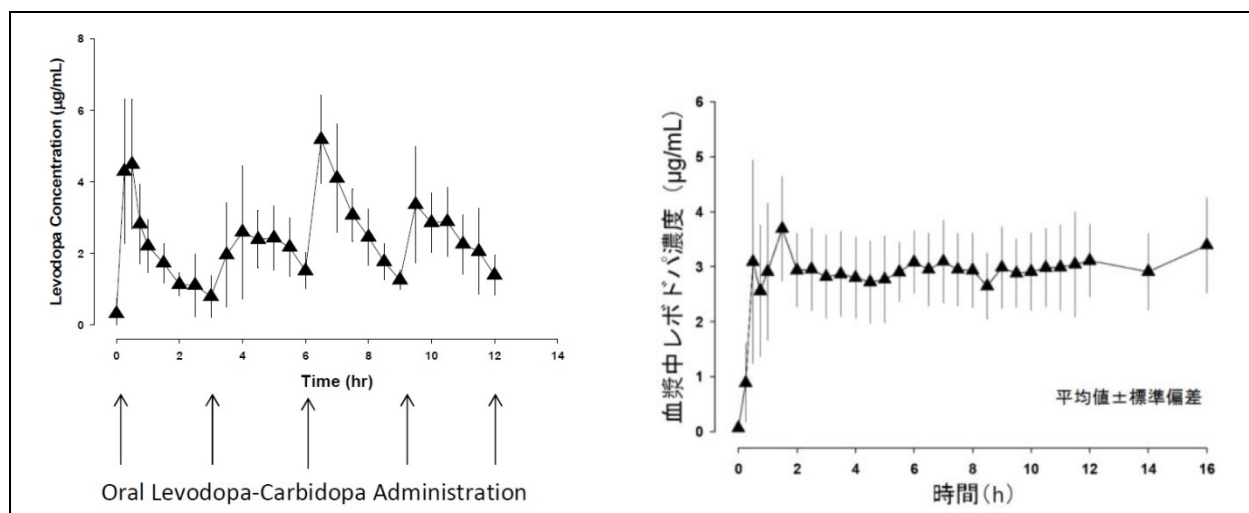 8
6
4
2
0
Levodopa Concentration (µg/mL)
0 2 4 6 8 10 12 14
Time (hr)
Oral Levodopa-Carbidopa Administration
6
5
4
3
2
1
0
血漿中レボドパ濃度 (µg/mL)
平均値±標準偏差
0 2 4 6 8 10 12 14 16
時間(h)